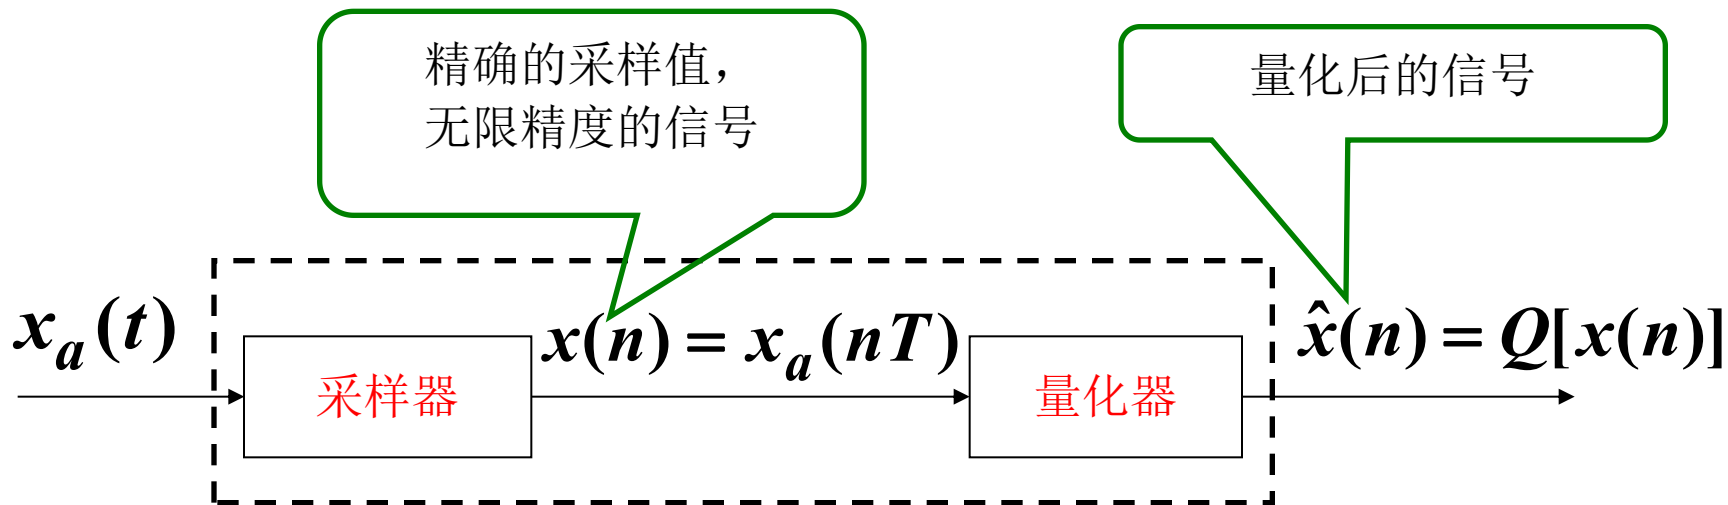 精确的采样值，
无限精度的信号
量化后的信号
x_a(t)
采样器
x(n) = x_a(nT)
量化器
x̂(n) = Q[x(n)]